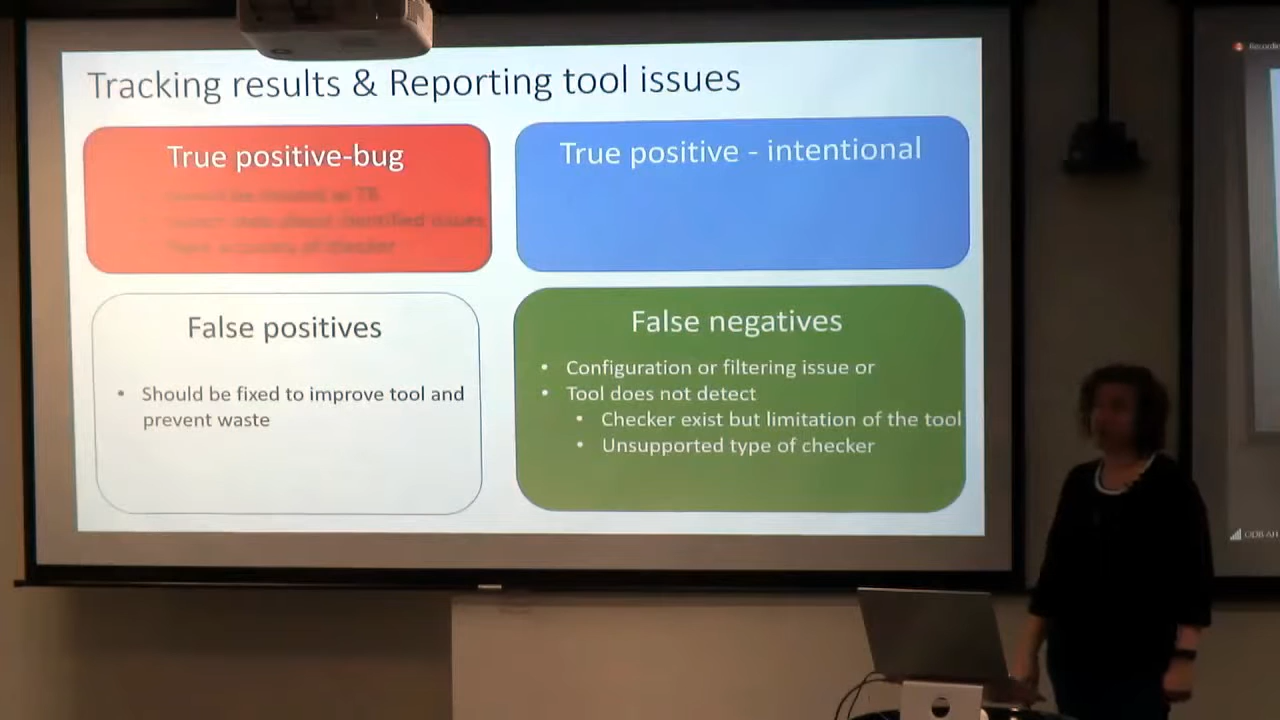 Tracking results & Reporting tool issues
True positive-bug
True positive - intentional
False positives
• Should be fixed to improve tool and
prevent waste
False negatives
• Configuration or filtering issue or
• Tool does not detect
• Checker exist but limitation of the tool
• Unsupported type of checker